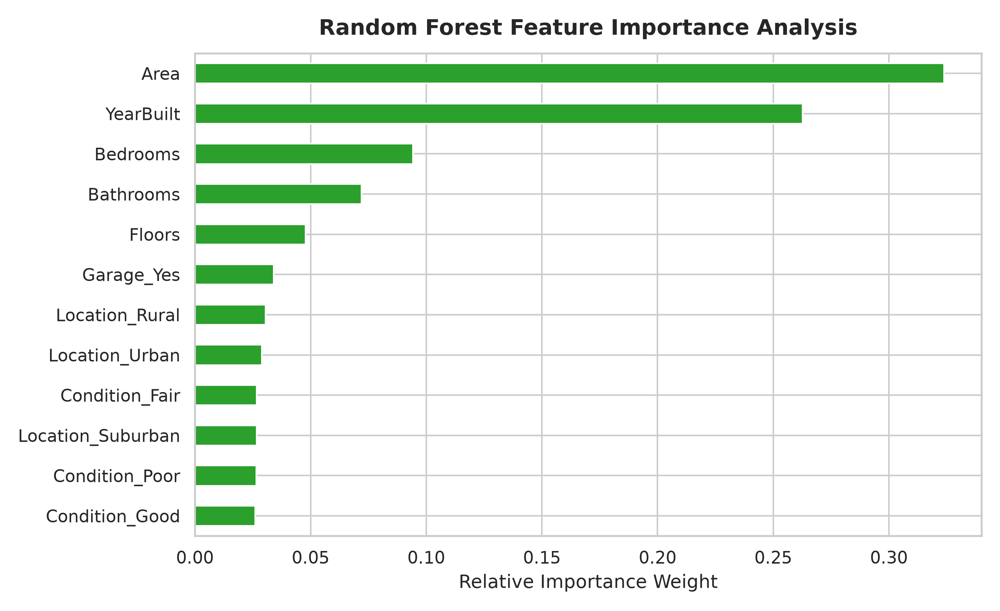 Random Forest Feature Importance Analysis
Area
YearBuilt
Bedrooms
Bathrooms
Floors
Garage_Yes
Location_Rural
Location_Urban
Condition_Fair
Location_Suburban
Condition_Poor
Condition_Good
0.00 0.05 0.10 0.15 0.20 0.25 0.30
Relative Importance Weight